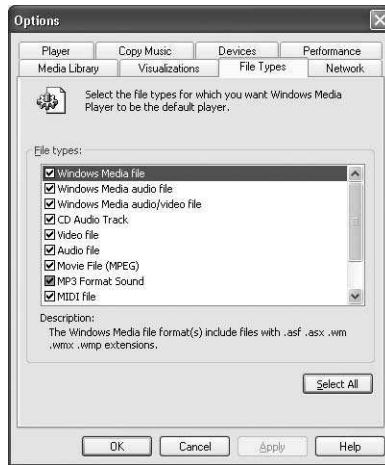 Options
Player Copy Music Devices Performance
Media Library Visualizations File Types Network
Select the file types for which you want Windows Media
Player to be the default player.
File types:
Windows Media file
Windows Media audio file
Windows Media audio/video file
CD Audio Track
Video file
Audio file
Movie File (MPEG)
MP3 Format Sound
MIDI file
Description:
The Windows Media file format(s) include files with .asf .asx .wm
.wmx .wmp extensions.
Select All
OK Cancel Apply Help